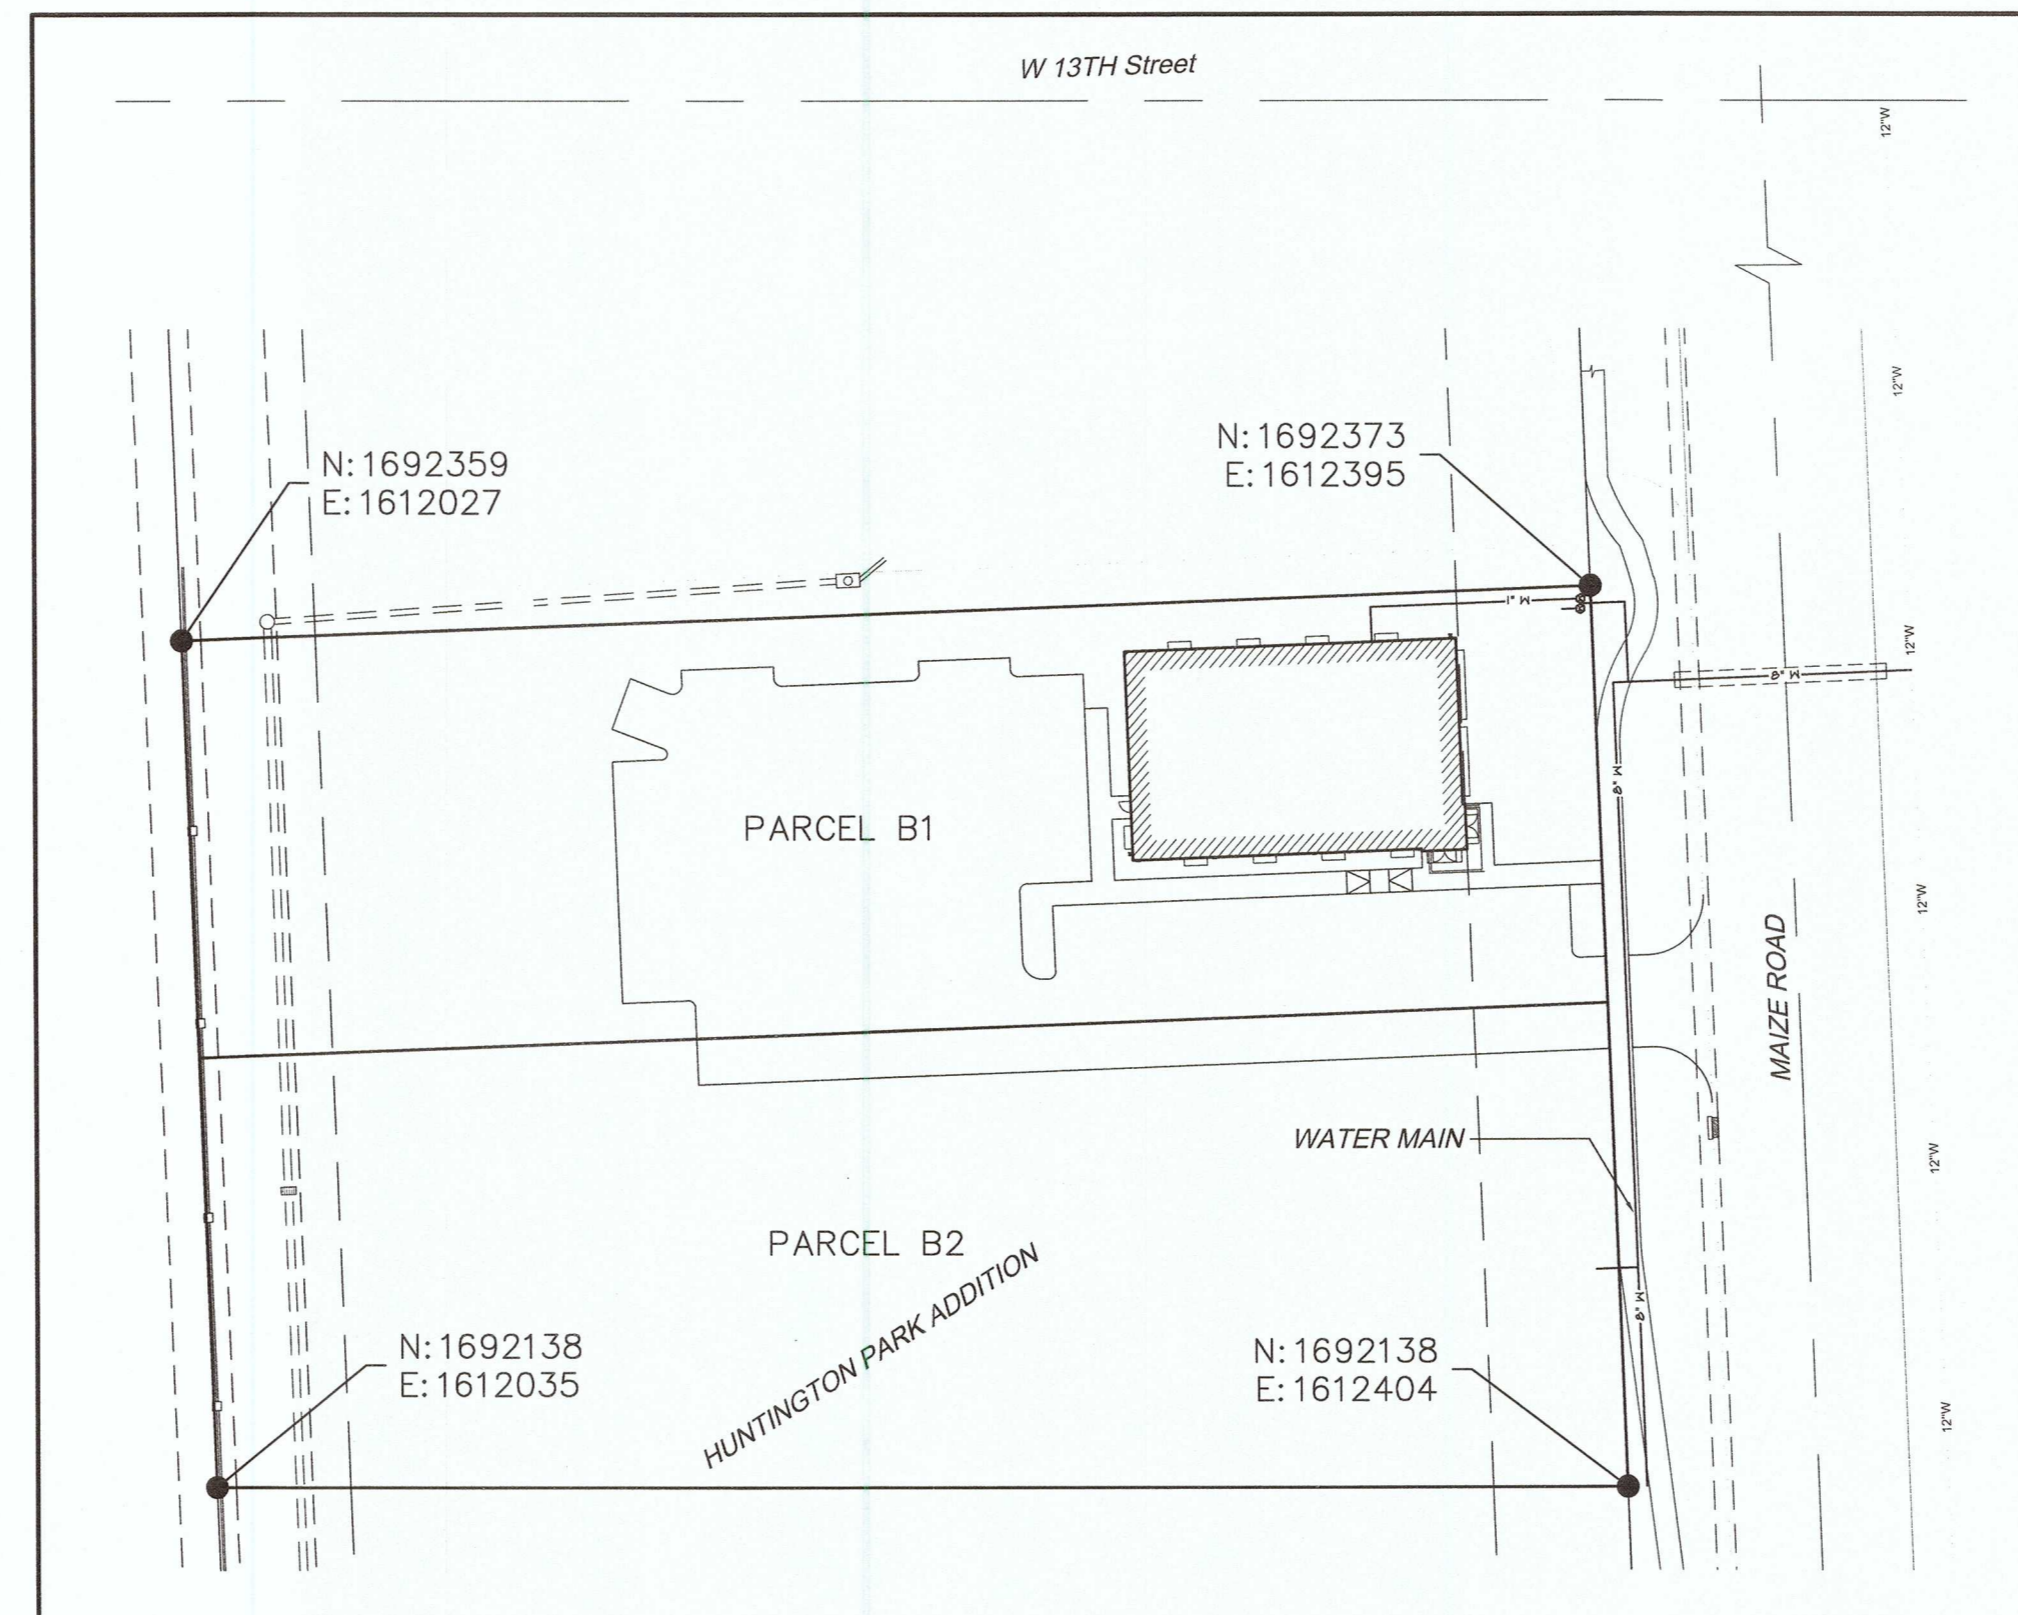 W 13TH Street
12"W
12"W
N:1692373
E:1612395
N:1692359
E:1612027
1" W
12"W
8" W
8" W
PARCEL B1
12"W
MAIZE ROAD
WATER MAIN
12"W
PARCEL B2
HUNTINGTON PARK ADDITION
8" W
N:1692138
E:1612035
N:1692138
E:1612404
12"W